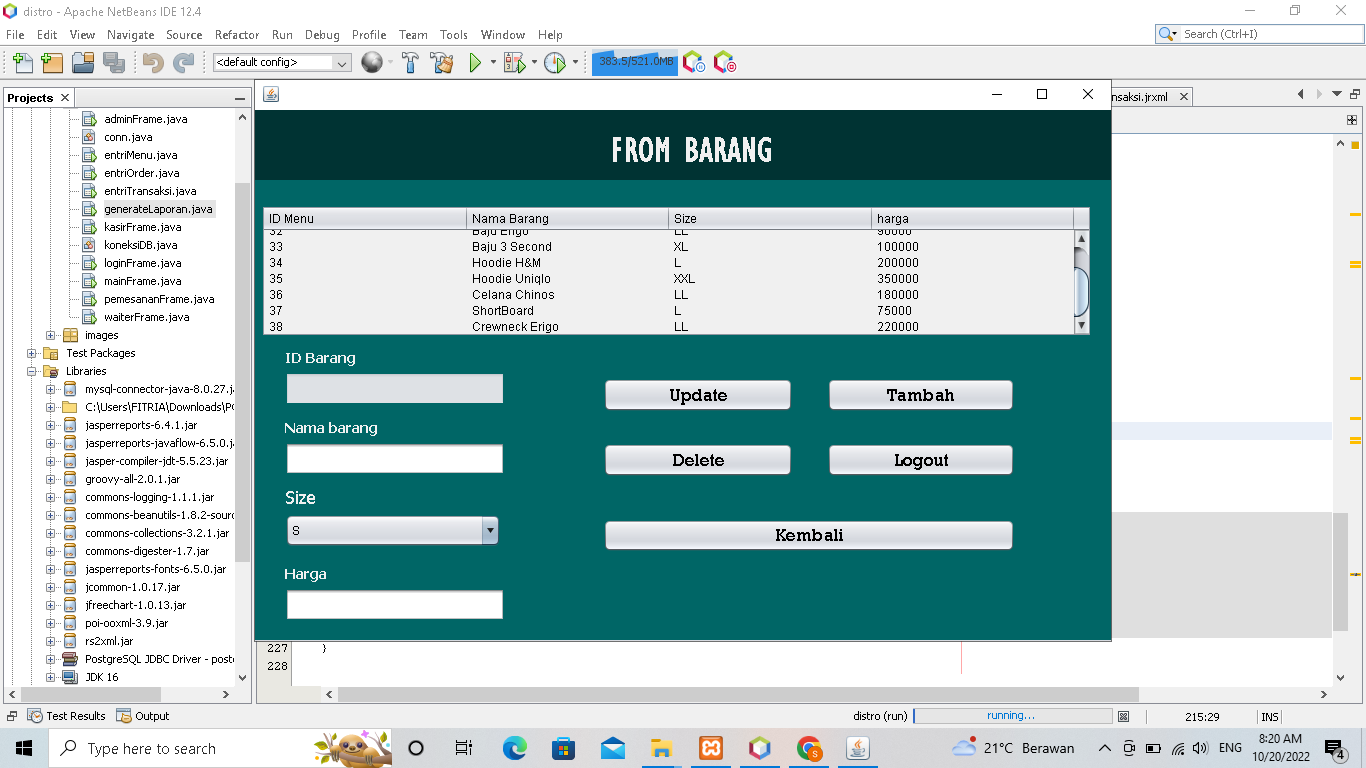 distro - Apache NetBeans IDE 12.4
File Edit View Navigate Source Refactor Run Debug Profile Team Tools Window Help
Search (Ctrl+I)
<default config>
383.5/521.0MB
Projects
nsaksi.jrxml
adminFrame.java
conn.java
entriMenu.java
entriOrder.java
entriTransaksi.java
generateLaporan.java
kasirFrame.java
koneksiDB.java
loginFrame.java
mainFrame.java
pemesananFrame.java
waiterFrame.java
images
Test Packages
Libraries
mysql-connector-java-8.0.27.j
C:\Users\FITRIA\Downloads\PC
jasperreports-6.4.1.jar
jasperreports-javaflow-6.5.0.j
jasper-compiler-jdt-5.5.23.jar
groovy-all-2.0.1.jar
commons-logging-1.1.1.jar
commons-beanutils-1.8.2-sourc
commons-collections-3.2.1.jar
commons-digester-1.7.jar
jasperreports-fonts-6.5.0.jar
jcommon-1.0.17.jar
jfreechart-1.0.13.jar
poi-ooxml-3.9.jar
rs2xml.jar
PostgreSQL JDBC Driver - post
JDK 16
FROM BARANG
ID Menu Nama Barang Size harga
32 Baju Erigo LL 90000
33 Baju 3 Second XL 100000
34 Hoodie H&M L 200000
35 Hoodie Uniqlo XXL 350000
36 Celana Chinos LL 180000
37 ShortBoard L 75000
38 Crewneck Erigo LL 220000
ID Barang
Nama barang
Size
S
Harga
Update Tambah
Delete Logout
Kembali
227 }
228
Test Results Output
distro (run) running... 215:29 INS
Type here to search
21°C Berawan
ENG
8:20 AM
10/20/2022
4